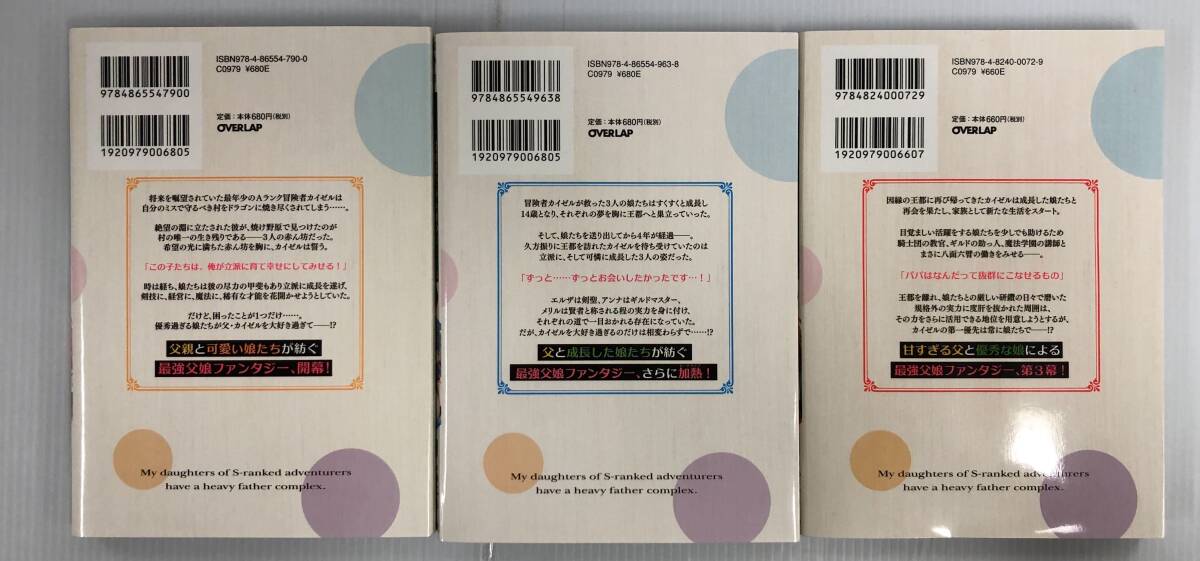 9784865547900
1920979006805
ISBN978-4-86554-790-0
C0979 ¥680E
定価:本体680円(税別)
OVERLAP
将来を嘱望されていた最年少のAランク冒険者カイゼルは
自分のミスで守るべき村をドラゴンに焼き尽くされてしまう……。
絶望の淵に立たされた彼が、焼け野原で見つけたのが
村の唯一の生き残りである――3人の赤ん坊だった。
希望の光に満ちた赤ん坊を胸に、カイゼルは誓う。
「この子たちは、俺が立派に育て幸せにしてみせる!」
時は経ち、娘たちは彼の尽力の甲斐もあり立派に成長を遂げ、
剣技に、経営に、魔法に、稀有な才能を花開かせようとしていた。
だけど、困ったことが1つだけ……。
優秀過ぎる娘たちが父・カイゼルを大好き過ぎて――!?
父親と可愛い娘たちが紡ぐ
最強父娘ファンタジー、開幕!
My daughters of S-ranked adventurers
have a heavy father complex.
9784865549638
1920979006805
ISBN978-4-86554-963-8
C0979 ¥680E
定価:本体680円(税別)
OVERLAP
冒険者カイゼルが救った3人の娘たちはすくすくと成長し
14歳となり、それぞれの夢を胸に王都へと巣立っていった。
そして、娘たちを送り出してから4年が経過――。
久方振りに王都を訪れたカイゼルを待ち受けていたのは
立派に、そして可憐に成長した3人の姿だった。
「ずっと……ずっとお会いしたかったです…!」
エルザは剣聖、アンナはギルドマスター、
メリルは賢者と称される程の実力を身に付け、
それぞれの道で一目おかれる存在になっていた。
だが、カイゼルを大好き過ぎるのだけは相変わらずで……!?
父と成長した娘たちが紡ぐ
最強父娘ファンタジー、さらに加熱!
My daughters of S-ranked adventurers
have a heavy father complex.
9784824000729
1920979006607
ISBN978-4-8240-0072-9
C0979 ¥660E
定価:本体660円(税別)
OVERLAP
因縁の王都に再び帰ってきたカイゼルは成長した娘たちと
再会を果たし、家族として新たな生活をスタート。
目覚ましい活躍をする娘たちを少しでも助けるため
騎士団の教官、ギルドの助っ人、魔法学園の講師と
まさに八面六臂の働きをみせる――。
「パパはなんだって抜群にこなせるもの」
王都を離れ、娘たちとの厳しい研鑽の日々で磨いた
規格外の実力に度肝を抜かれた周囲は、
その力をさらに活用できる地位を用意しようとするが、
カイゼルの第一優先は常に娘たちで――!?
甘すぎる父と優秀な娘による
最強父娘ファンタジー、第3幕!
My daughters of S-ranked adventurers
have a heavy father complex.